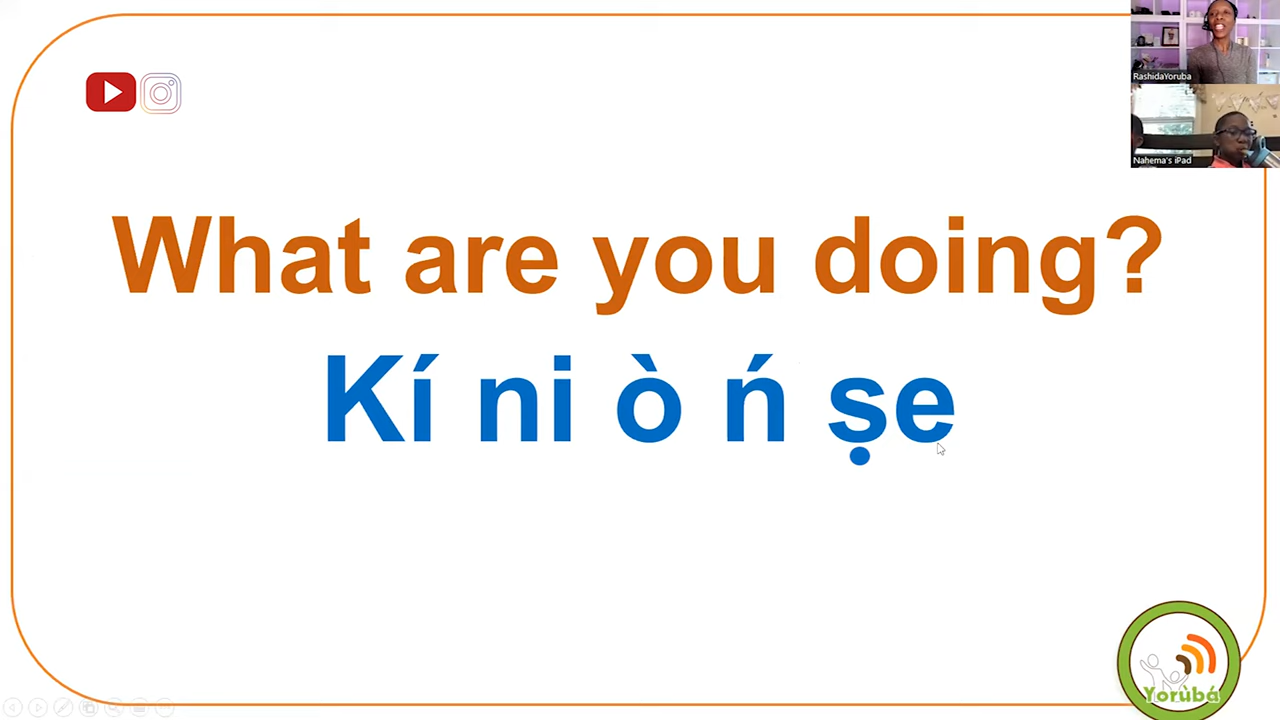 RashidaYoruba
Nahema's iPad
What are you doing?
Kí ni ò ń ṣe
Yorùbá